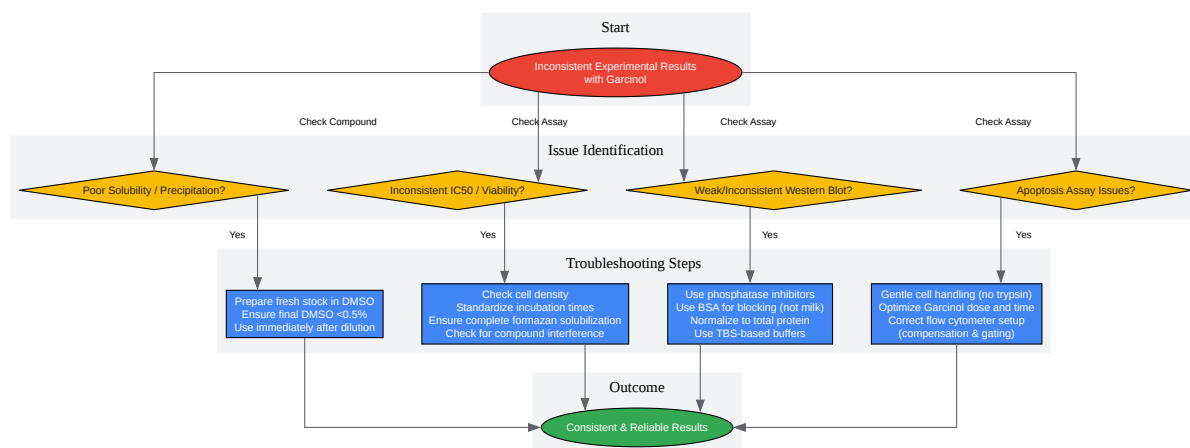 Start
Inconsistent Experimental Results
with Garcinol
Check Compound
Check Assay
Check Assay
Check Assay
Issue Identification
Poor Solubility / Precipitation?
Inconsistent IC50 / Viability?
Weak/Inconsistent Western Blot?
Apoptosis Assay Issues?
Yes
Yes
Yes
Yes
Troubleshooting Steps
Prepare fresh stock in DMSO
Ensure final DMSO <0.5%
Use immediately after dilution
Check cell density
Standardize incubation times
Ensure complete formazan solubilization
Check for compound interference
Use phosphatase inhibitors
Use BSA for blocking (not milk)
Normalize to total protein
Use TBS-based buffers
Gentle cell handling (no trypsin)
Optimize Garcinol dose and time
Correct flow cytometer setup
(compensation & gating)
Outcome
Consistent & Reliable Results